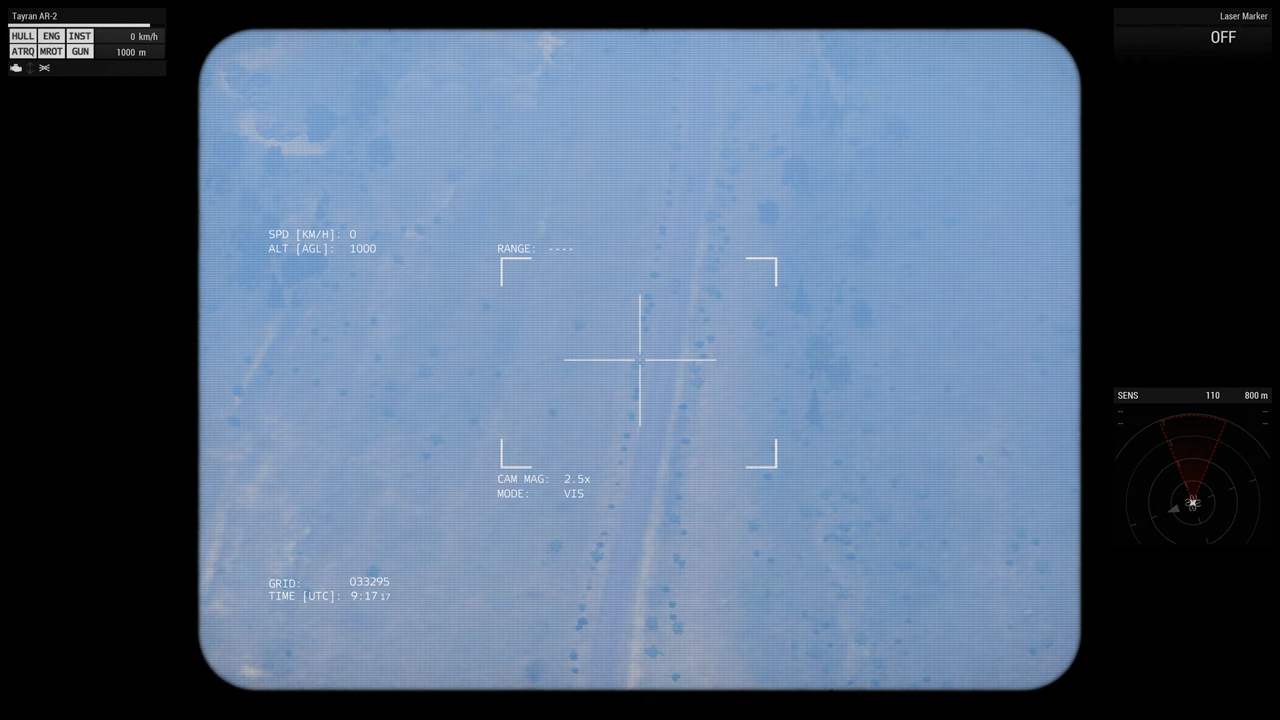 Tayran AR-2
HULL ENG INST 0 km/h
ATRQ MROT GUN 1000 m
Laser Marker
OFF
SPD [KM/H]: 0
ALT [AGL]: 1000
RANGE: ----
CAM MAG: 2.5x
MODE: VIS
GRID: 033295
TIME [UTC]: 9:17 17
SENS 110 800 m
-- --
-- --